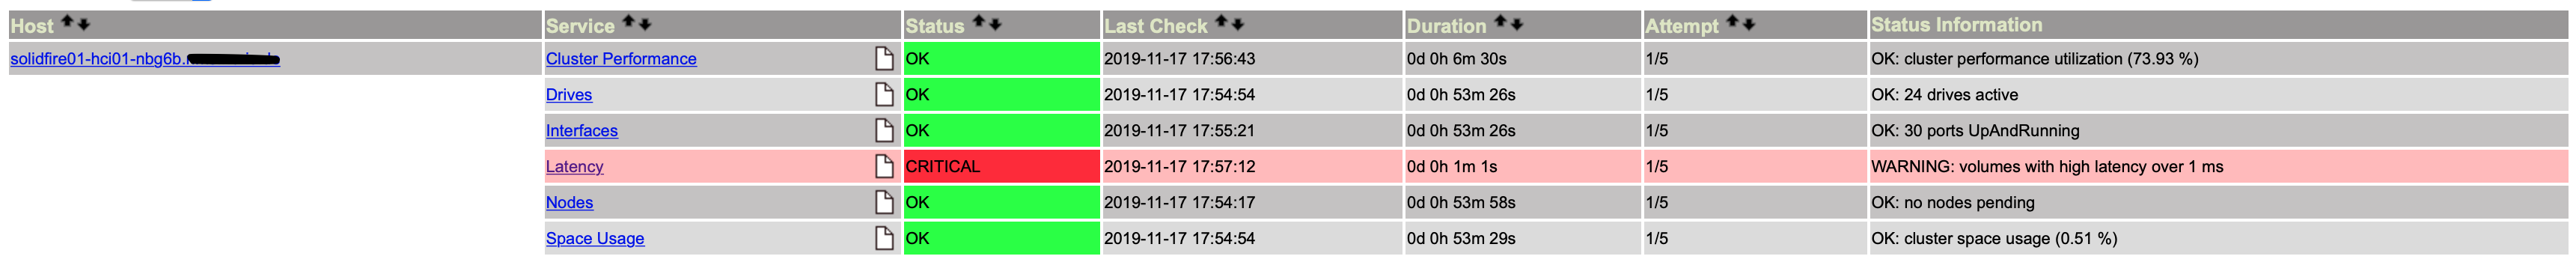 Host Service Status Last Check Duration Attempt Status Information
solidfire01-hci01-nbg6b. Cluster Performance OK 2019-11-17 17:56:43 0d 0h 6m 30s 1/5 OK: cluster performance utilization (73.93 %)
Drives OK 2019-11-17 17:54:54 0d 0h 53m 26s 1/5 OK: 24 drives active
Interfaces OK 2019-11-17 17:55:21 0d 0h 53m 26s 1/5 OK: 30 ports UpAndRunning
Latency CRITICAL 2019-11-17 17:57:12 0d 0h 1m 1s 1/5 WARNING: volumes with high latency over 1 ms
Nodes OK 2019-11-17 17:54:17 0d 0h 53m 58s 1/5 OK: no nodes pending
Space Usage OK 2019-11-17 17:54:54 0d 0h 53m 29s 1/5 OK: cluster space usage (0.51 %)